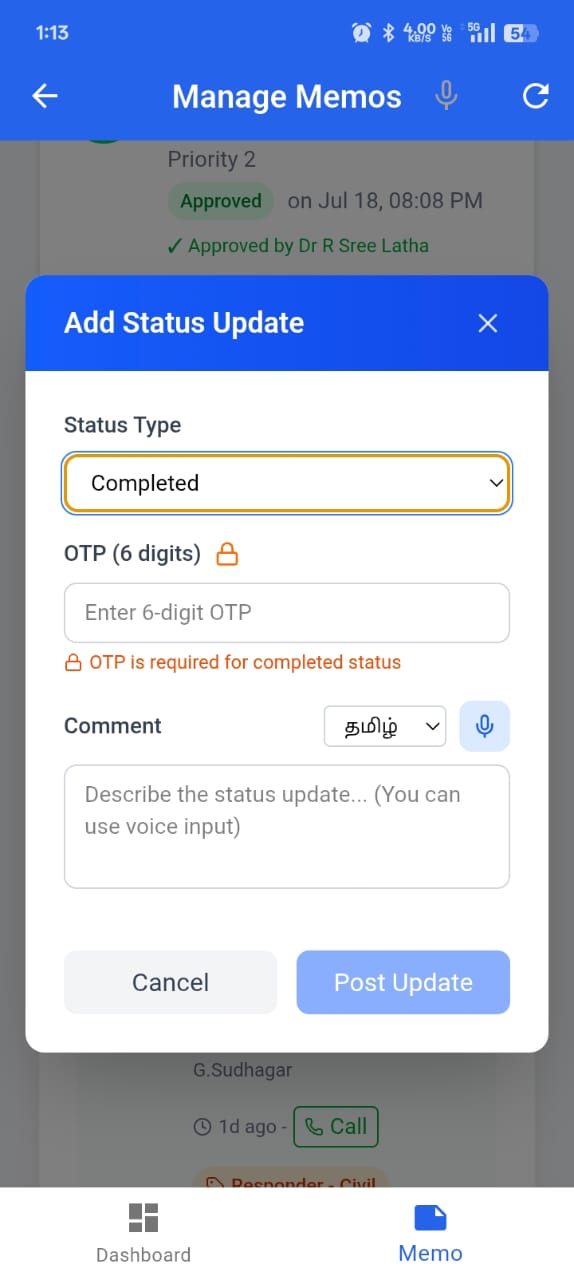 1:13
4.00 KB/S
Vo 56
5G
54
Manage Memos
Priority 2
Approved on Jul 18, 08:08 PM
✓ Approved by Dr R Sree Latha
Add Status Update
Status Type
Completed
OTP (6 digits)
Enter 6-digit OTP
OTP is required for completed status
Comment தமிழ்
Describe the status update... (You can
use voice input)
Cancel Post Update
G.Sudhagar
1d ago - Call
Responder - Civil
Dashboard Memo